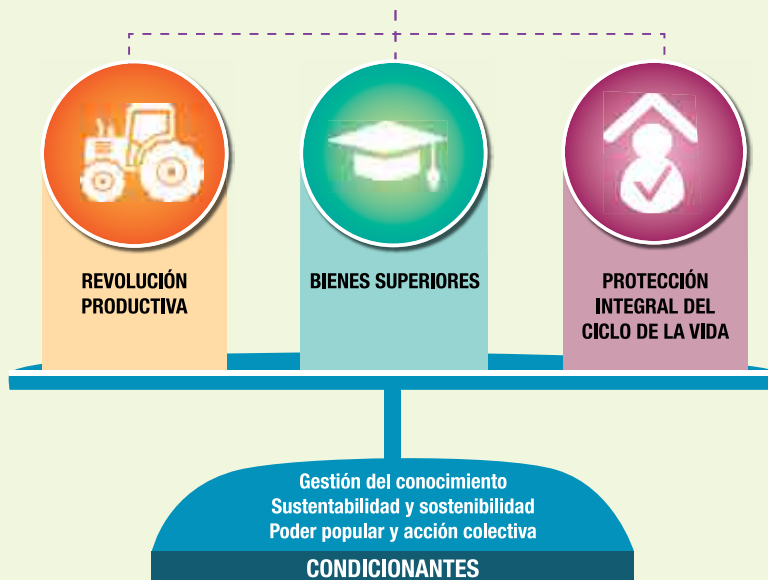 REVOLUCIÓN
PRODUCTIVA
BIENES SUPERIORES
PROTECCIÓN
INTEGRAL DEL
CICLO DE LA VIDA
Gestión del conocimiento
Sustentabilidad y sostenibilidad
Poder popular y acción colectiva
CONDICIONANTES